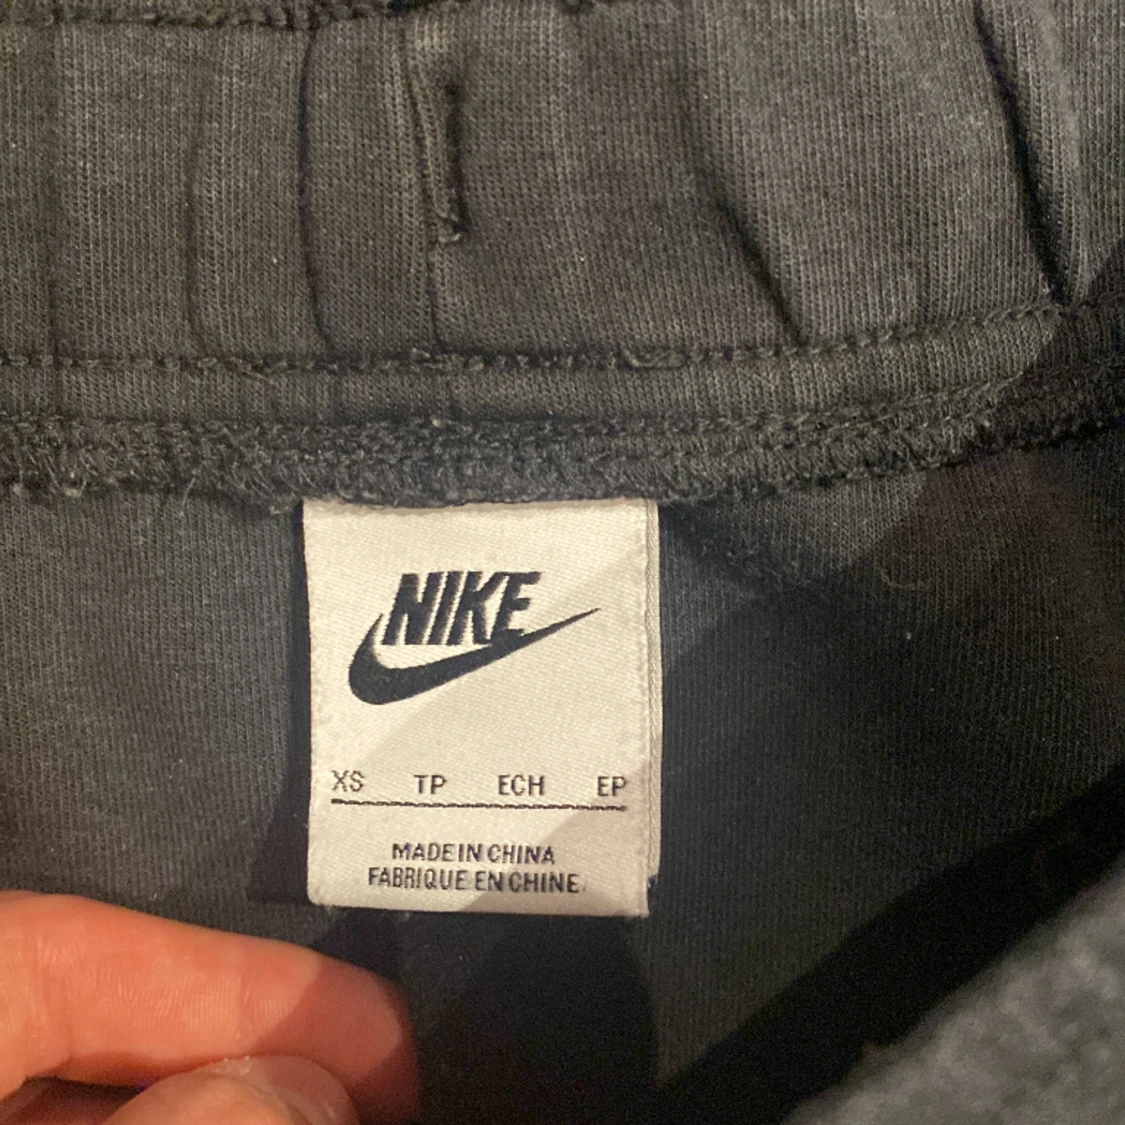 NIKE
XS TP ECH EP
MADE IN CHINA
FABRIQUE EN CHINE